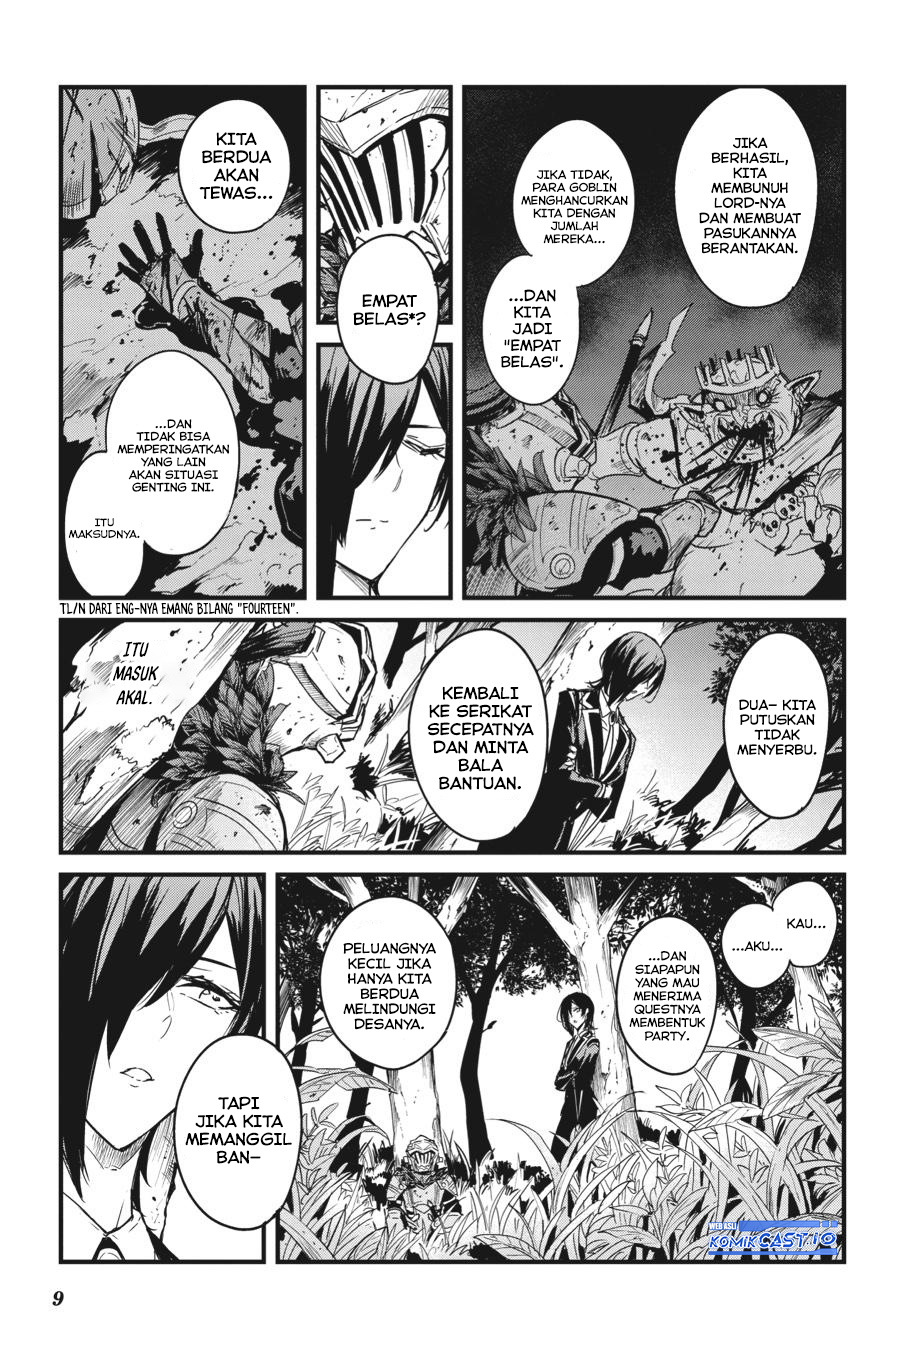 JIKA
BERHASIL,
KITA
MEMBUNUH
LORD-NYA
DAN MEMBUAT
PASUKANNYA
BERANTAKAN.
JIKA TIDAK,
PARA GOBLIN
MENGHANCURKAN
KITA DENGAN
JUMLAH
MEREKA...
...DAN
KITA
JADI
"EMPAT
BELAS".
EMPAT
BELAS*?
KITA
BERDUA
AKAN
TEWAS...
...DAN
TIDAK BISA
MEMPERINGATKAN
YANG LAIN
AKAN SITUASI
GENTING INI.
ITU
MAKSUDNYA.
TL/N DARI ENG-NYA EMANG BILANG "FOURTEEN".
DUA– KITA
PUTUSKAN
TIDAK
MENYERBU.
KEMBALI
KE SERIKAT
SECEPATNYA
DAN MINTA
BALA
BANTUAN.
ITU
MASUK
AKAL.
KAU...
...AKU...
...DAN
SIAPAPUN
YANG MAU
MENERIMA
QUESTNYA
MEMBENTUK
PARTY.
PELUANGNYA
KECIL JIKA
HANYA KITA
BERDUA
MELINDUNGI
DESANYA.
TAPI
JIKA KITA
MEMANGGIL
BAN–
WEB ASLI
KOMIKCAST.IO
9